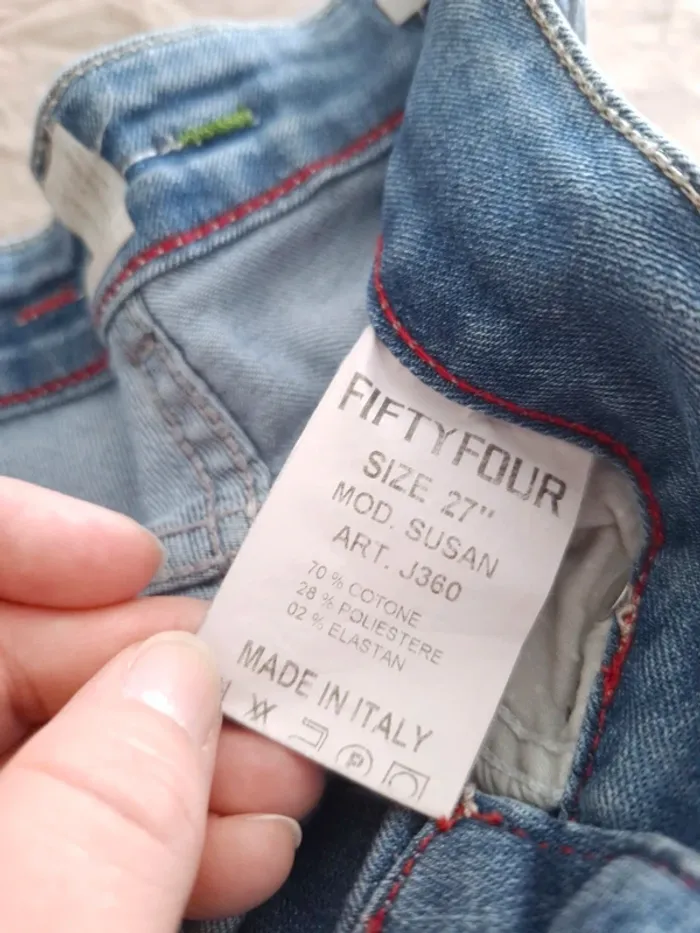 FIFTYFOUR
SIZE 27"
MOD. SUSAN
ART. J360
70 % COTONE
28 % POLIESTERE
02 % ELASTAN
MADE IN ITALY
P